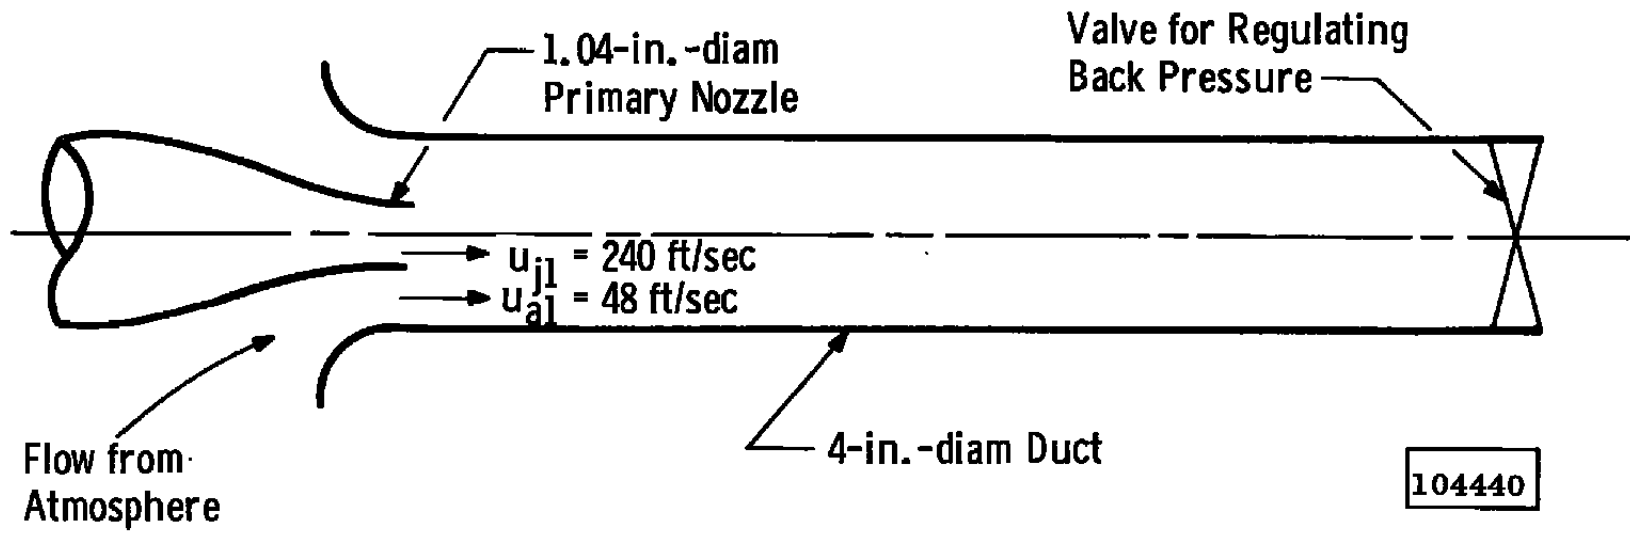 1.04-in.-diam
Primary Nozzle
Valve for Regulating
Back Pressure
u_j1 = 240 ft/sec
u_a1 = 48 ft/sec
Flow from
Atmosphere
4-in.-diam Duct
104440